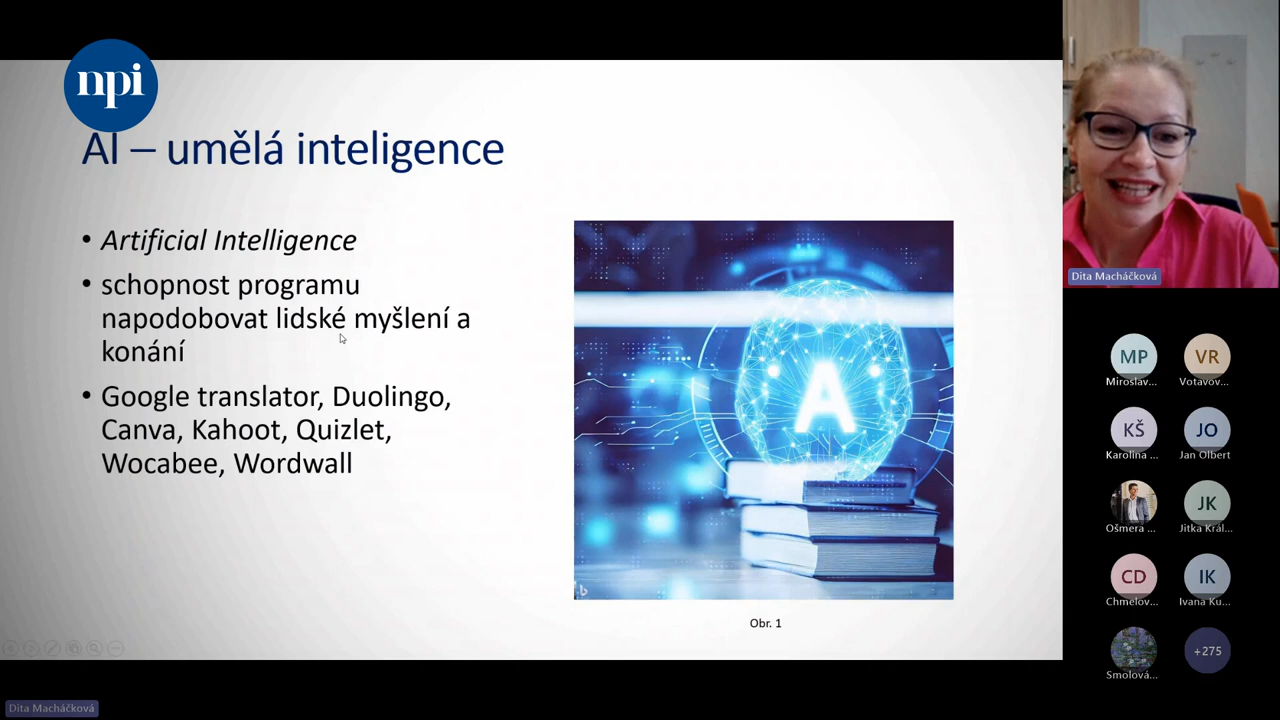 npi
AI – umělá inteligence
• Artificial Intelligence
• schopnost programu
napodobovat lidské myšlení a
konání
• Google translator, Duolingo,
Canva, Kahoot, Quizlet,
Wocabee, Wordwall
A
b
Obr. 1
Dita Macháčková
MP
VR
Miroslav...
Votavov...
KŠ
JO
Karolina ...
Jan Olbert
JK
Ošmera ...
Jitka Král...
CD
IK
Chmelov...
Ivana Ku...
+275
Smolová...
Dita Macháčková